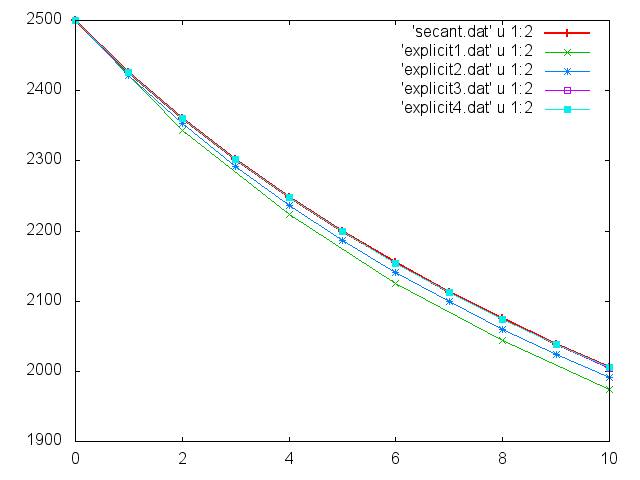 2500
2400
2300
2200
2100
2000
1900
0 2 4 6 8 10
'secant.dat' u 1:2
'explicit1.dat' u 1:2
'explicit2.dat' u 1:2
'explicit3.dat' u 1:2
'explicit4.dat' u 1:2